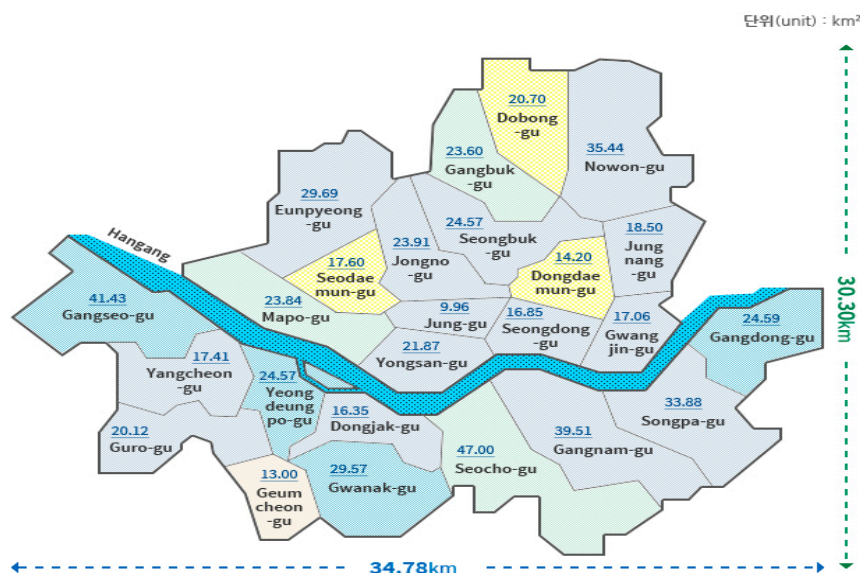 단위(unit) : km²
20.70
Dobong
-gu
23.60
Gangbuk
-gu
35.44
Nowon-gu
29.69
Eunpyeong
-gu
24.57
Seongbuk
-gu
18.50
Jung
nang-gu
23.91
Jongno
-gu
Hangang
17.60
Seodae
mun-gu
14.20
Dongdae
mun-gu
41.43
Gangseo-gu
23.84
Mapo-gu
9.96
Jung-gu
16.85
Seongdong
-gu
17.06
Gwang
jin-gu
24.59
Gangdong-gu
17.41
Yangcheon
-gu
21.87
Yongsan-gu
24.57
Yeong
deung
po-gu
33.88
Songpa-gu
16.35
Dongjak-gu
20.12
Guro-gu
39.51
Gangnam-gu
47.00
Seocho-gu
13.00
Geum
cheon
-gu
29.57
Gwanak-gu
30.30km
34.78km